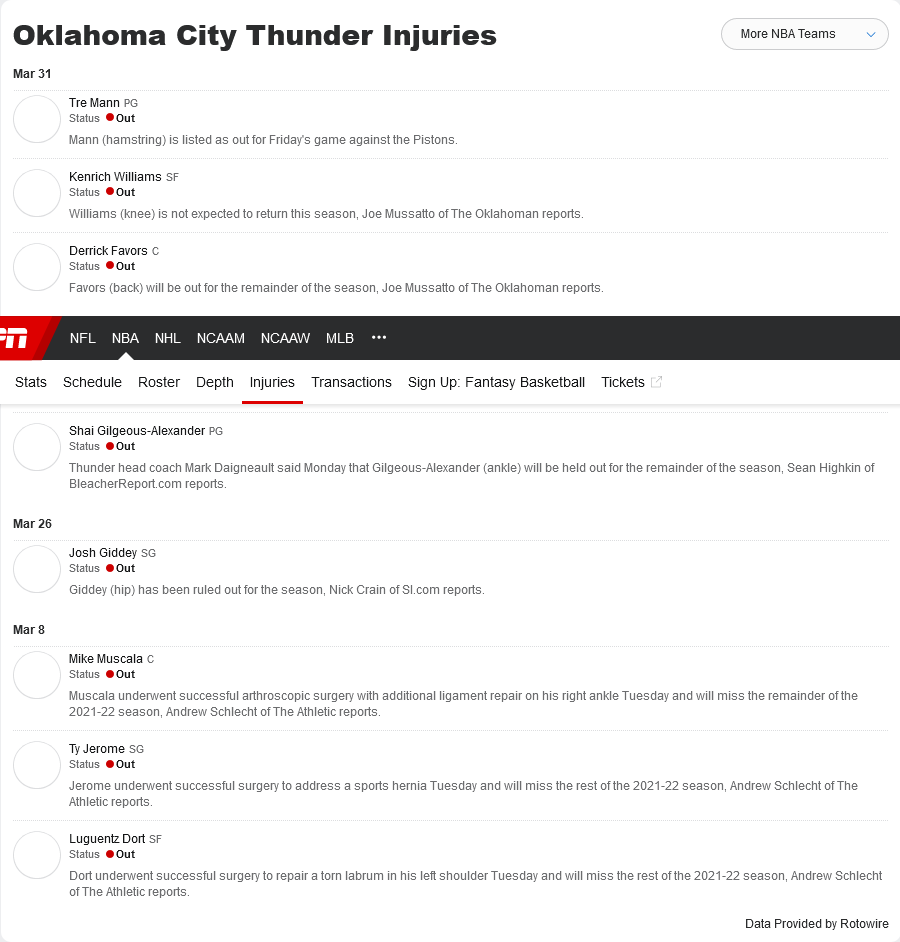 Oklahoma City Thunder Injuries
More NBA Teams
Mar 31
Tre Mann PG
Status Out
Mann (hamstring) is listed as out for Friday's game against the Pistons.
Kenrich Williams SF
Status Out
Williams (knee) is not expected to return this season, Joe Mussatto of The Oklahoman reports.
Derrick Favors C
Status Out
Favors (back) will be out for the remainder of the season, Joe Mussatto of The Oklahoman reports.
NFL NBA NHL NCAAM NCAAW MLB •••
Stats Schedule Roster Depth Injuries Transactions Sign Up: Fantasy Basketball Tickets
Shai Gilgeous-Alexander PG
Status Out
Thunder head coach Mark Daigneault said Monday that Gilgeous-Alexander (ankle) will be held out for the remainder of the season, Sean Highkin of
BleacherReport.com reports.
Mar 26
Josh Giddey SG
Status Out
Giddey (hip) has been ruled out for the season, Nick Crain of SI.com reports.
Mar 8
Mike Muscala C
Status Out
Muscala underwent successful arthroscopic surgery with additional ligament repair on his right ankle Tuesday and will miss the remainder of the
2021-22 season, Andrew Schlecht of The Athletic reports.
Ty Jerome SG
Status Out
Jerome underwent successful surgery to address a sports hernia Tuesday and will miss the rest of the 2021-22 season, Andrew Schlecht of The
Athletic reports.
Luguentz Dort SF
Status Out
Dort underwent successful surgery to repair a torn labrum in his left shoulder Tuesday and will miss the rest of the 2021-22 season, Andrew Schlecht
of The Athletic reports.
Data Provided by Rotowire